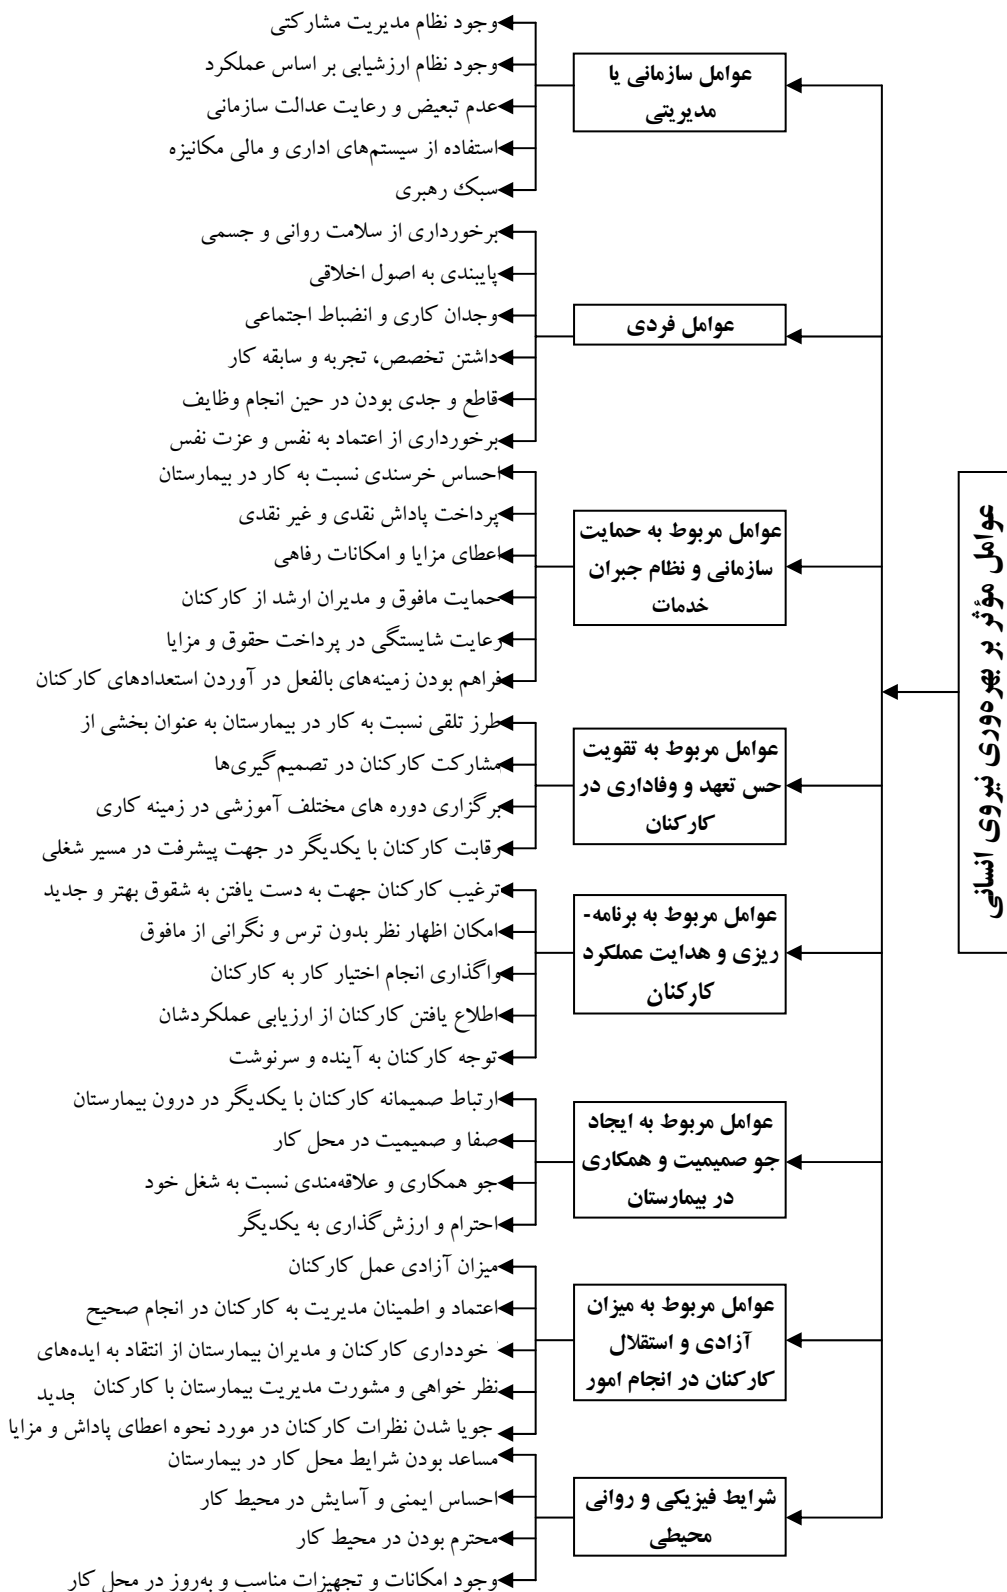 عوامل مؤثر بر بهره‌وری نیروی انسانی
عوامل سازمانی یا
مدیریتی
وجود نظام مدیریت مشارکتی
وجود نظام ارزشیابی بر اساس عملکرد
عدم تبعیض و رعایت عدالت سازمانی
استفاده از سیستم‌های اداری و مالی مکانیزه
سبک رهبری
عوامل فردی
برخورداری از سلامت روانی و جسمی
پایبندی به اصول اخلاقی
وجدان کاری و انضباط اجتماعی
داشتن تخصص، تجربه و سابقه کار
قاطع و جدی بودن در حین انجام وظایف
برخورداری از اعتماد به نفس و عزت نفس
عوامل مربوط به حمایت
سازمانی و نظام جبران
خدمات
احساس خرسندی نسبت به کار در بیمارستان
پرداخت پاداش نقدی و غیر نقدی
اعطای مزایا و امکانات رفاهی
حمایت مافوق و مدیران ارشد از کارکنان
رعایت شایستگی در پرداخت حقوق و مزایا
فراهم بودن زمینه‌های بالفعل در آوردن استعدادهای کارکنان
عوامل مربوط به تقویت
حس تعهد و وفاداری در
کارکنان
طرز تلقی نسبت به کار در بیمارستان به عنوان بخشی از
مشارکت کارکنان در تصمیم‌گیری‌ها
برگزاری دوره های مختلف آموزشی در زمینه کاری
رقابت کارکنان با یکدیگر در جهت پیشرفت در مسیر شغلی
عوامل مربوط به برنامه-
ریزی و هدایت عملکرد
کارکنان
ترغیب کارکنان جهت به دست یافتن به شقوق بهتر و جدید
امکان اظهار نظر بدون ترس و نگرانی از مافوق
واگذاری انجام اختیار کار به کارکنان
اطلاع یافتن کارکنان از ارزیابی عملکردشان
توجه کارکنان به آینده و سرنوشت
عوامل مربوط به ایجاد
جو صمیمیت و همکاری
در بیمارستان
ارتباط صمیمانه کارکنان با یکدیگر در درون بیمارستان
صفا و صمیمیت در محل کار
جو همکاری و علاقه‌مندی نسبت به شغل خود
احترام و ارزش گذاری به یکدیگر
عوامل مربوط به میزان
آزادی و استقلال
کارکنان در انجام امور
میزان آزادی عمل کارکنان
اعتماد و اطمینان مدیریت به کارکنان در انجام صحیح
خودداری کارکنان و مدیران بیمارستان از انتقاد به ایده‌های
جدید
نظر خواهی و مشورت مدیریت بیمارستان با کارکنان
جویا شدن نظرات کارکنان در مورد نحوه اعطای پاداش و مزایا
شرایط فیزیکی و روانی
محیطی
مساعد بودن شرایط محل کار در بیمارستان
احساس ایمنی و آسایش در محیط کار
محترم بودن در محیط کار
وجود امکانات و تجهیزات مناسب و به‌روز در محل کار